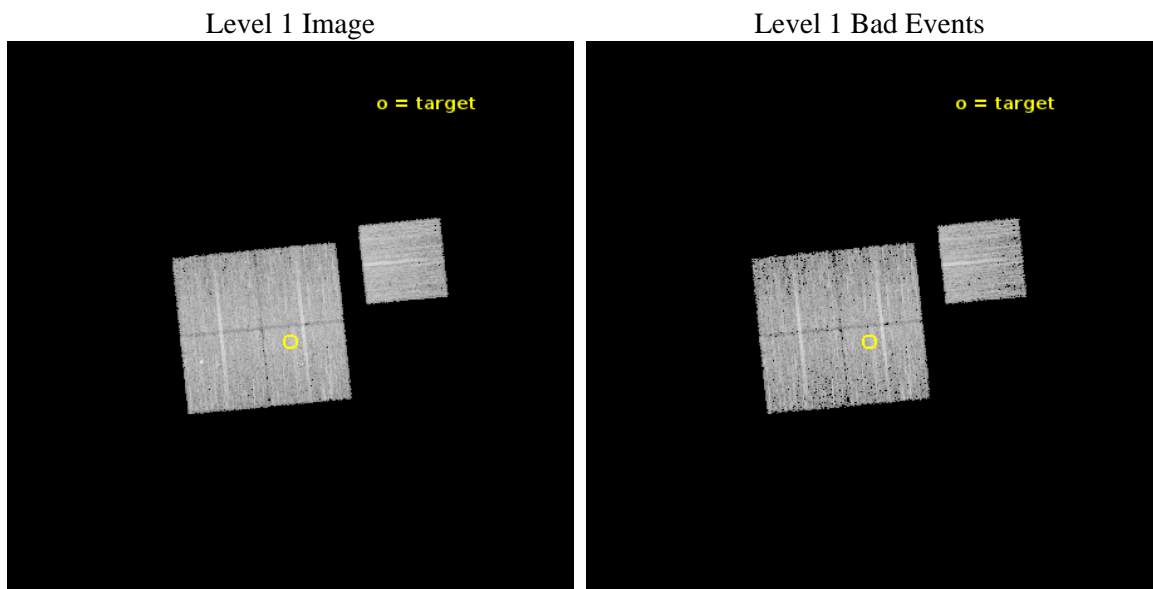 Level 1 Image
Level 1 Bad Events
o = target
o = target